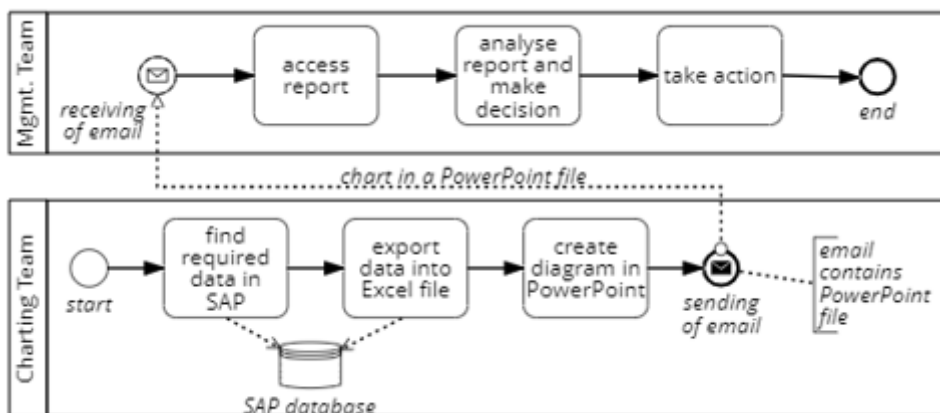 Mgmt. Team
receiving
of email
access
report
analyse
report and
make
decision
take action
end
chart in a PowerPoint file
Charting Team
start
find
required
data in
SAP
export
data into
Excel file
create
diagram in
PowerPoint
sending
of email
email
contains
PowerPoint
file
SAP database